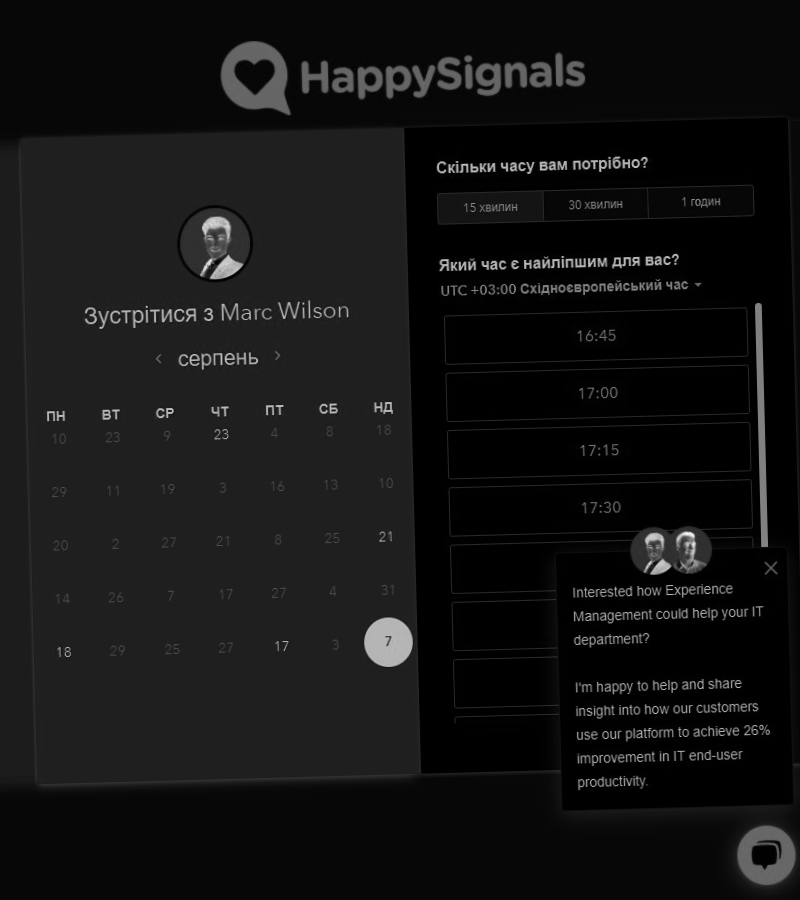 HappySignals
Зустрітися з Marc Wilson
серпень
ПН ВТ СР ЧТ ПТ СБ НД
10 23 9 23 4 8 18
29 11 19 3 16 13 10
20 2 27 21 8 25 21
14 26 7 17 27 4 31
18 29 25 27 17 3 7
Скільки часу вам потрібно?
15 хвилин 30 хвилин 1 годин
Який час є найліпшим для вас?
UTC +03:00 Східноєвропейський час
16:45
17:00
17:15
17:30
Interested how Experience
Management could help your IT
department?
I'm happy to help and share
insight into how our customers
use our platform to achieve 26%
improvement in IT end-user
productivity.